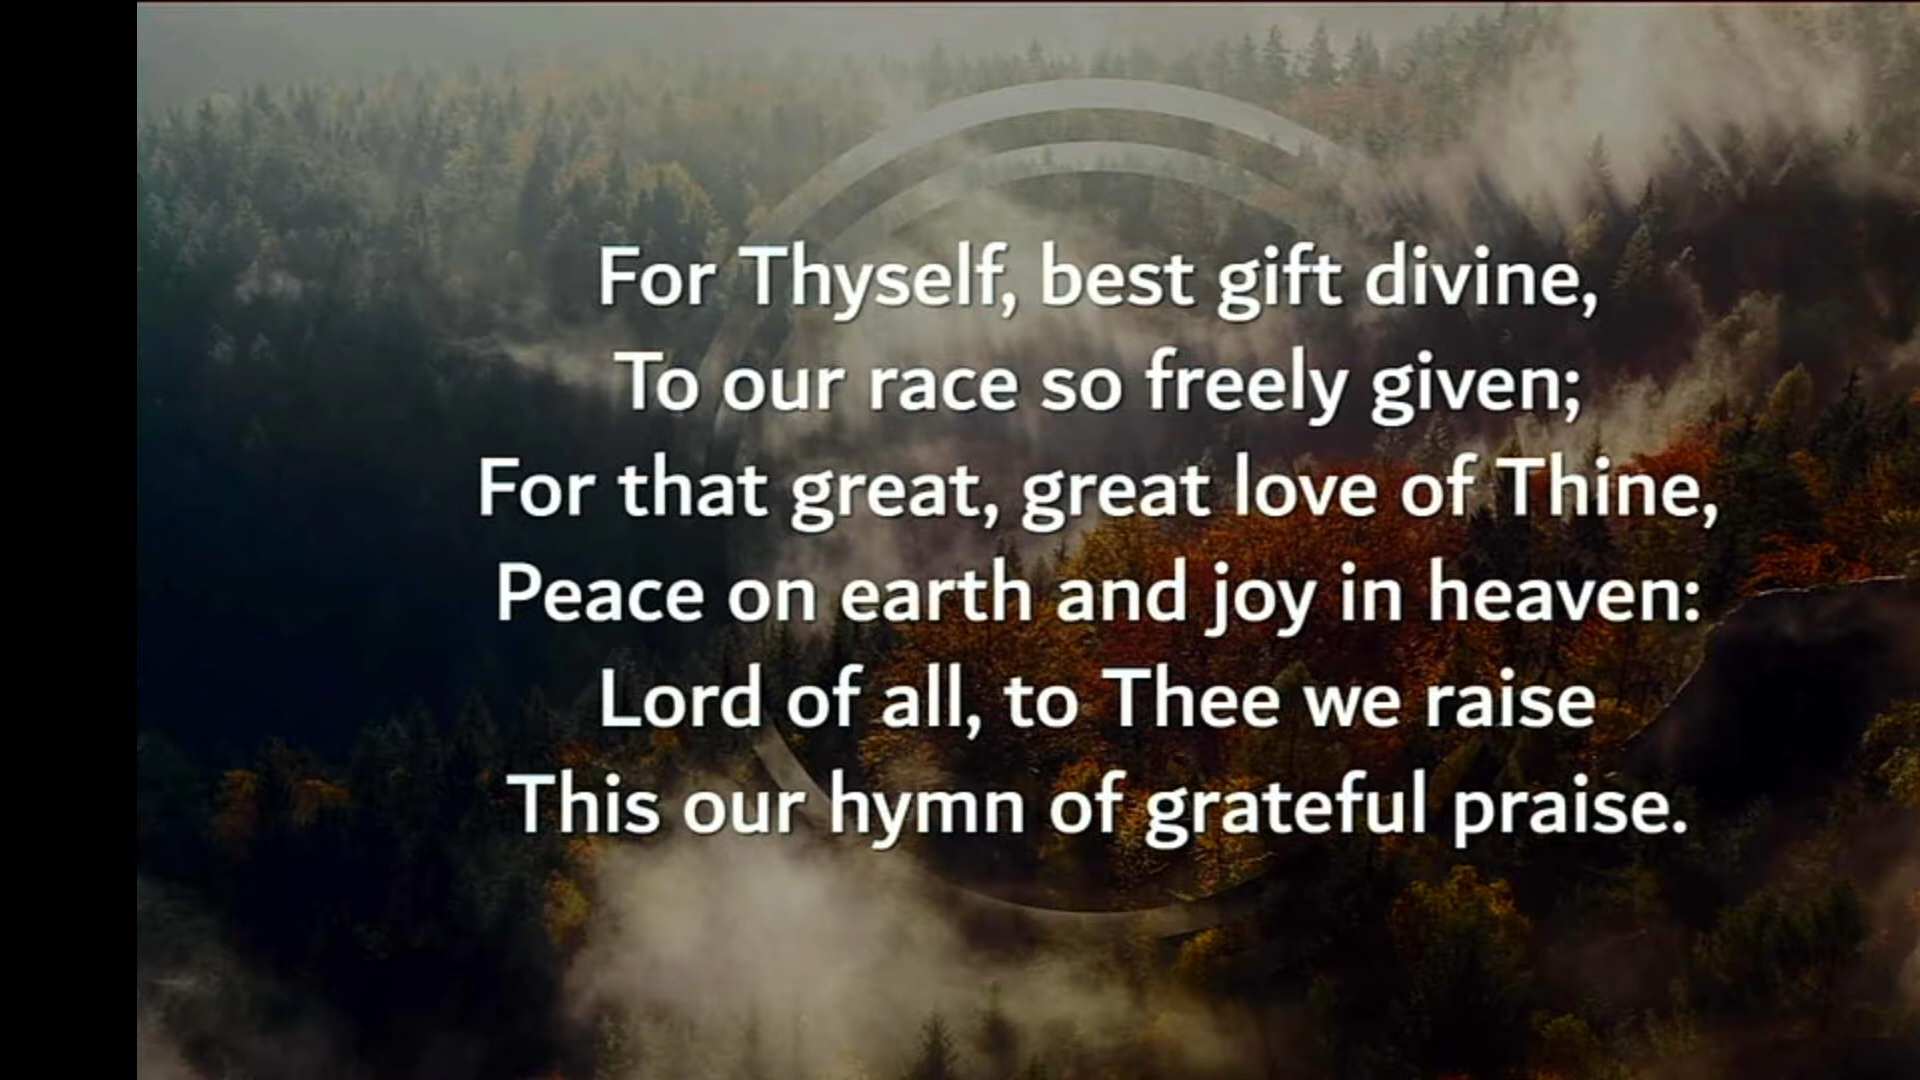 For Thyself, best gift divine,
To our race so freely given;
For that great, great love of Thine,
Peace on earth and joy in heaven:
Lord of all, to Thee we raise
This our hymn of grateful praise.